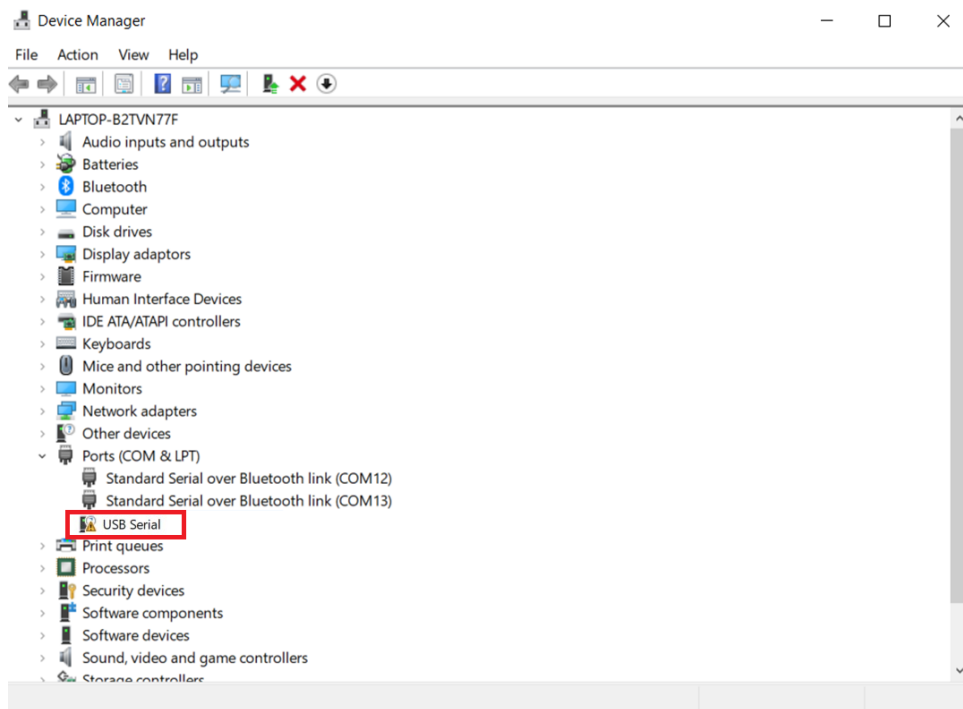 Device Manager
File Action View Help
LAPTOP-B2TVN77F
Audio inputs and outputs
Batteries
Bluetooth
Computer
Disk drives
Display adaptors
Firmware
Human Interface Devices
IDE ATA/ATAPI controllers
Keyboards
Mice and other pointing devices
Monitors
Network adapters
Other devices
Ports (COM & LPT)
Standard Serial over Bluetooth link (COM12)
Standard Serial over Bluetooth link (COM13)
USB Serial
Print queues
Processors
Security devices
Software components
Software devices
Sound, video and game controllers
Storage controllers